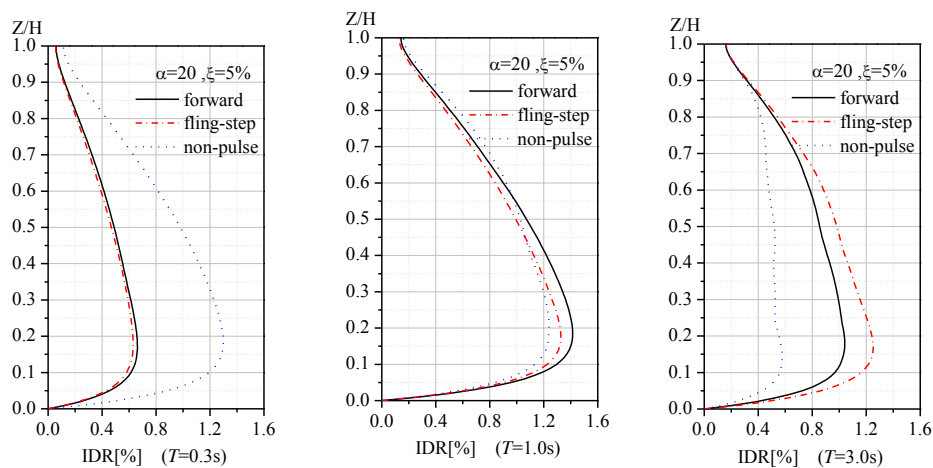 Z/H
1.0
0.9
0.8
0.7
0.6
0.5
0.4
0.3
0.2
0.1
0.0
α=20 ,ξ=5%
forward
fling-step
non-pulse
0.0 0.4 0.8 1.2 1.6
IDR[%] (T=0.3s)
Z/H
1.0
0.9
0.8
0.7
0.6
0.5
0.4
0.3
0.2
0.1
0.0
α=20 ,ξ=5%
forward
fling-step
non-pulse
0.0 0.4 0.8 1.2 1.6
IDR[%] (T=1.0s)
Z/H
1.0
0.9
0.8
0.7
0.6
0.5
0.4
0.3
0.2
0.1
0.0
α=20 ,ξ=5%
forward
fling-step
non-pulse
0.0 0.4 0.8 1.2 1.6
IDR[%] (T=3.0s)